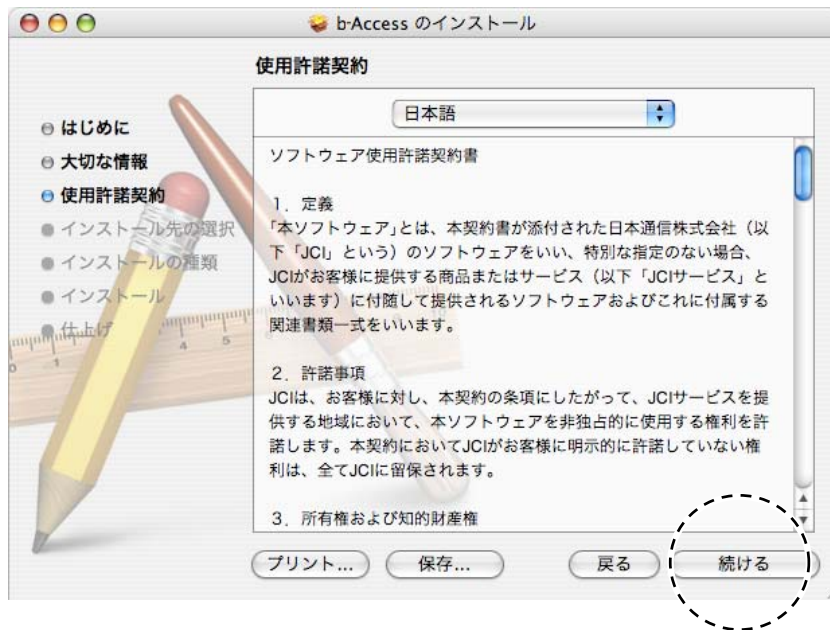 b-Access のインストール
使用許諾契約
はじめに
大切な情報
使用許諾契約
インストール先の選択
インストールの種類
インストール
仕上げ
日本語
ソフトウェア使用許諾契約書
1．定義
「本ソフトウェア」とは、本契約書が添付された日本通信株式会社（以
下「JCI」という）のソフトウェアをいい、特別な指定のない場合、
JCIがお客様に提供する商品またはサービス（以下「JCIサービス」と
いいます）に付随して提供されるソフトウェアおよびこれに付属する
関連書類一式をいいます。
2．許諾事項
JCIは、お客様に対し、本契約の条項にしたがって、JCIサービスを提
供する地域において、本ソフトウェアを非独占的に使用する権利を許
諾します。本契約においてJCIがお客様に明示的に許諾していない権
利は、全てJCIに留保されます。
3．所有権および知的財産権
プリント... 保存... 戻る 続ける
0 1 4 5